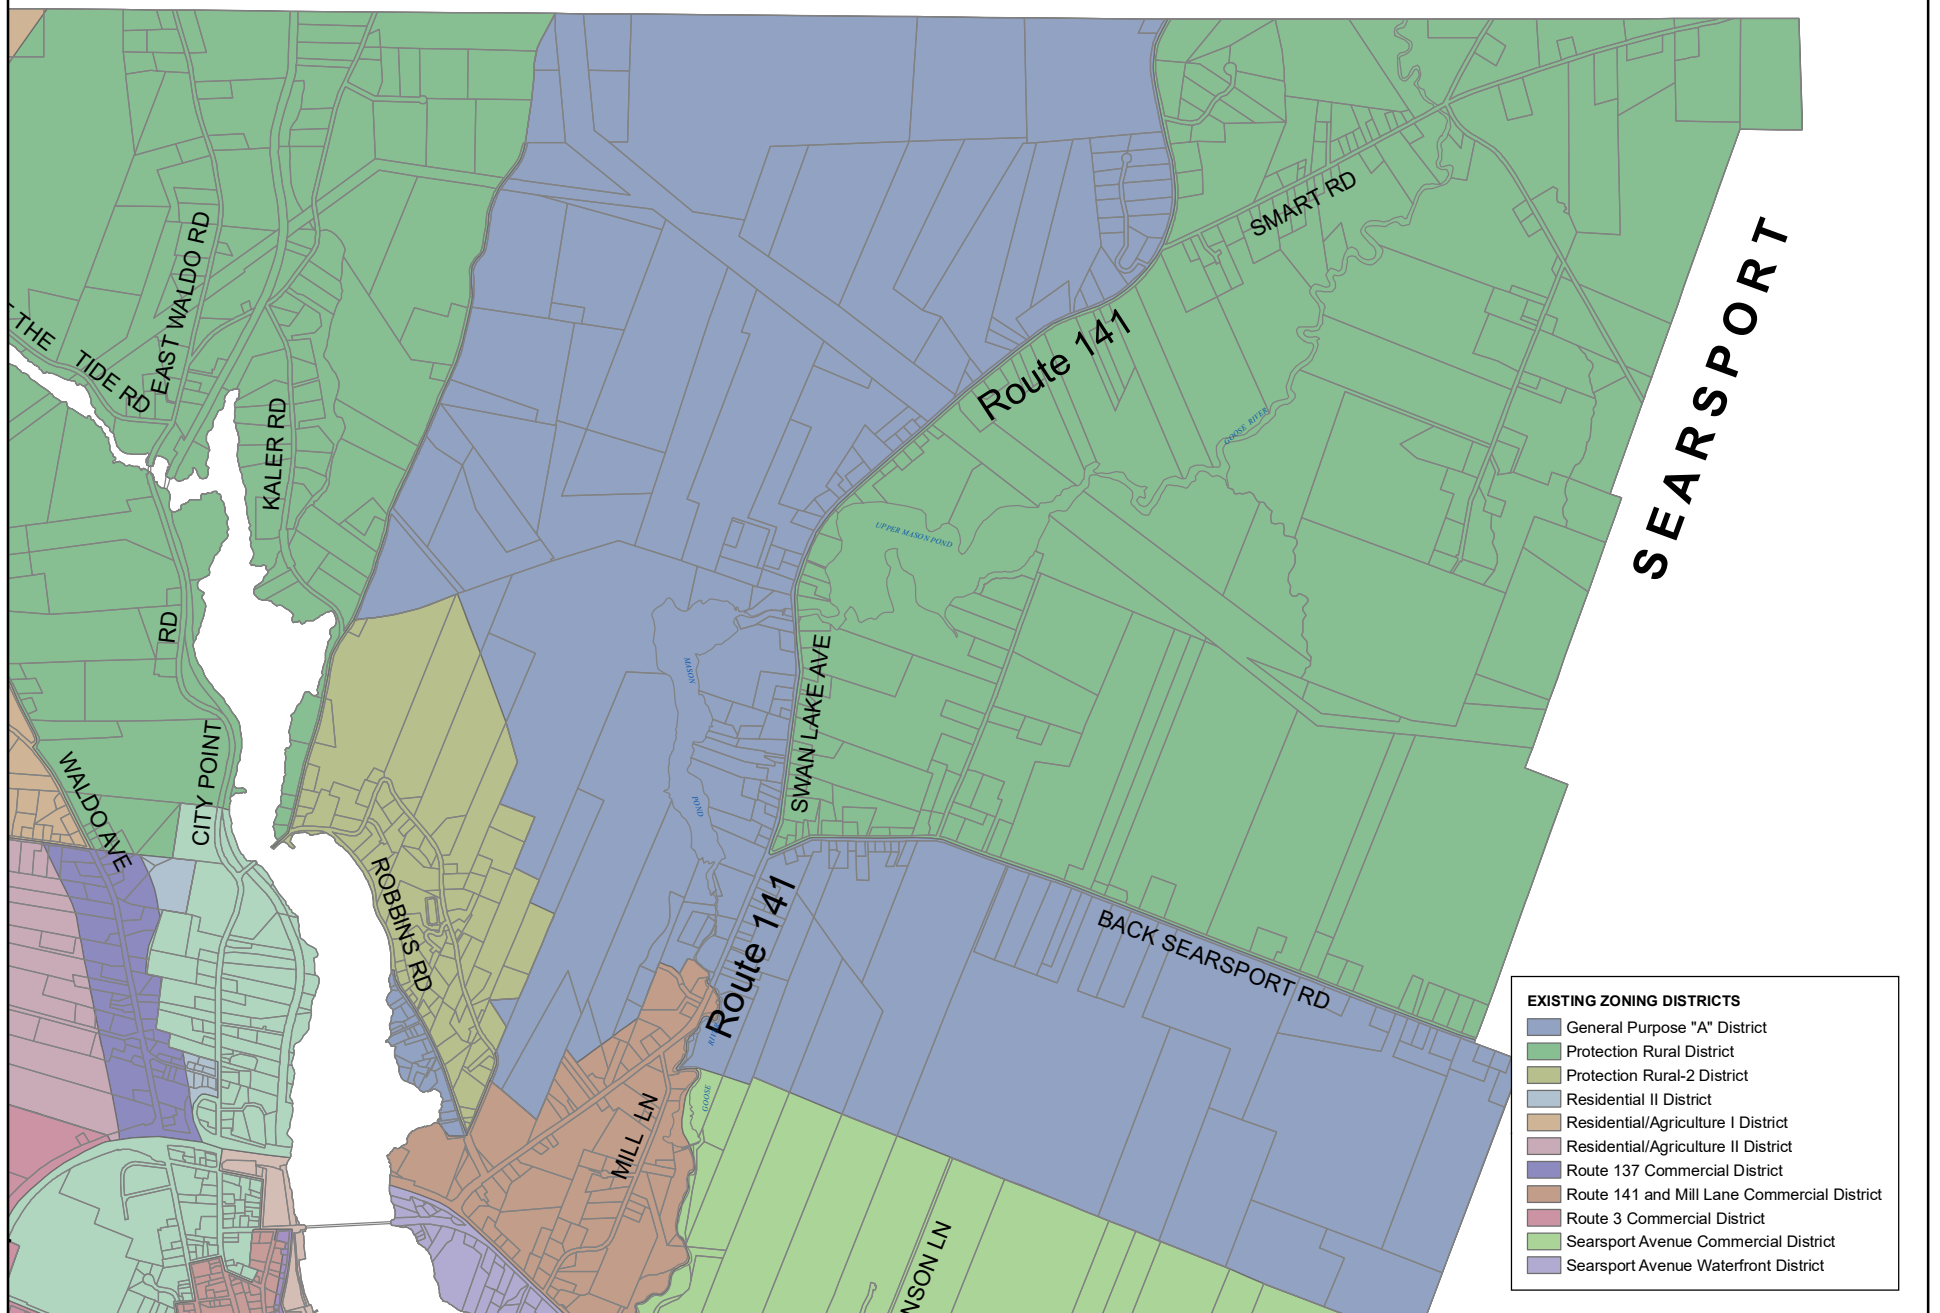 SMART RD
EAST WALDO RD
THE
TIDE RD
Route 141
SEARSPORT
KALER RD
GOOSE RIVER
UPPER MASON POND
RD
MASON
SWAN LAKE AVE
CITY POINT
WALDO AVE
POND
ROBBINS RD
Route 141
BACK SEARSPORT RD
GOOSE
MILL LN
NSON LN
EXISTING ZONING DISTRICTS
General Purpose "A" District
Protection Rural District
Protection Rural-2 District
Residential II District
Residential/Agriculture I District
Residential/Agriculture II District
Route 137 Commercial District
Route 141 and Mill Lane Commercial District
Route 3 Commercial District
Searsport Avenue Commercial District
Searsport Avenue Waterfront District